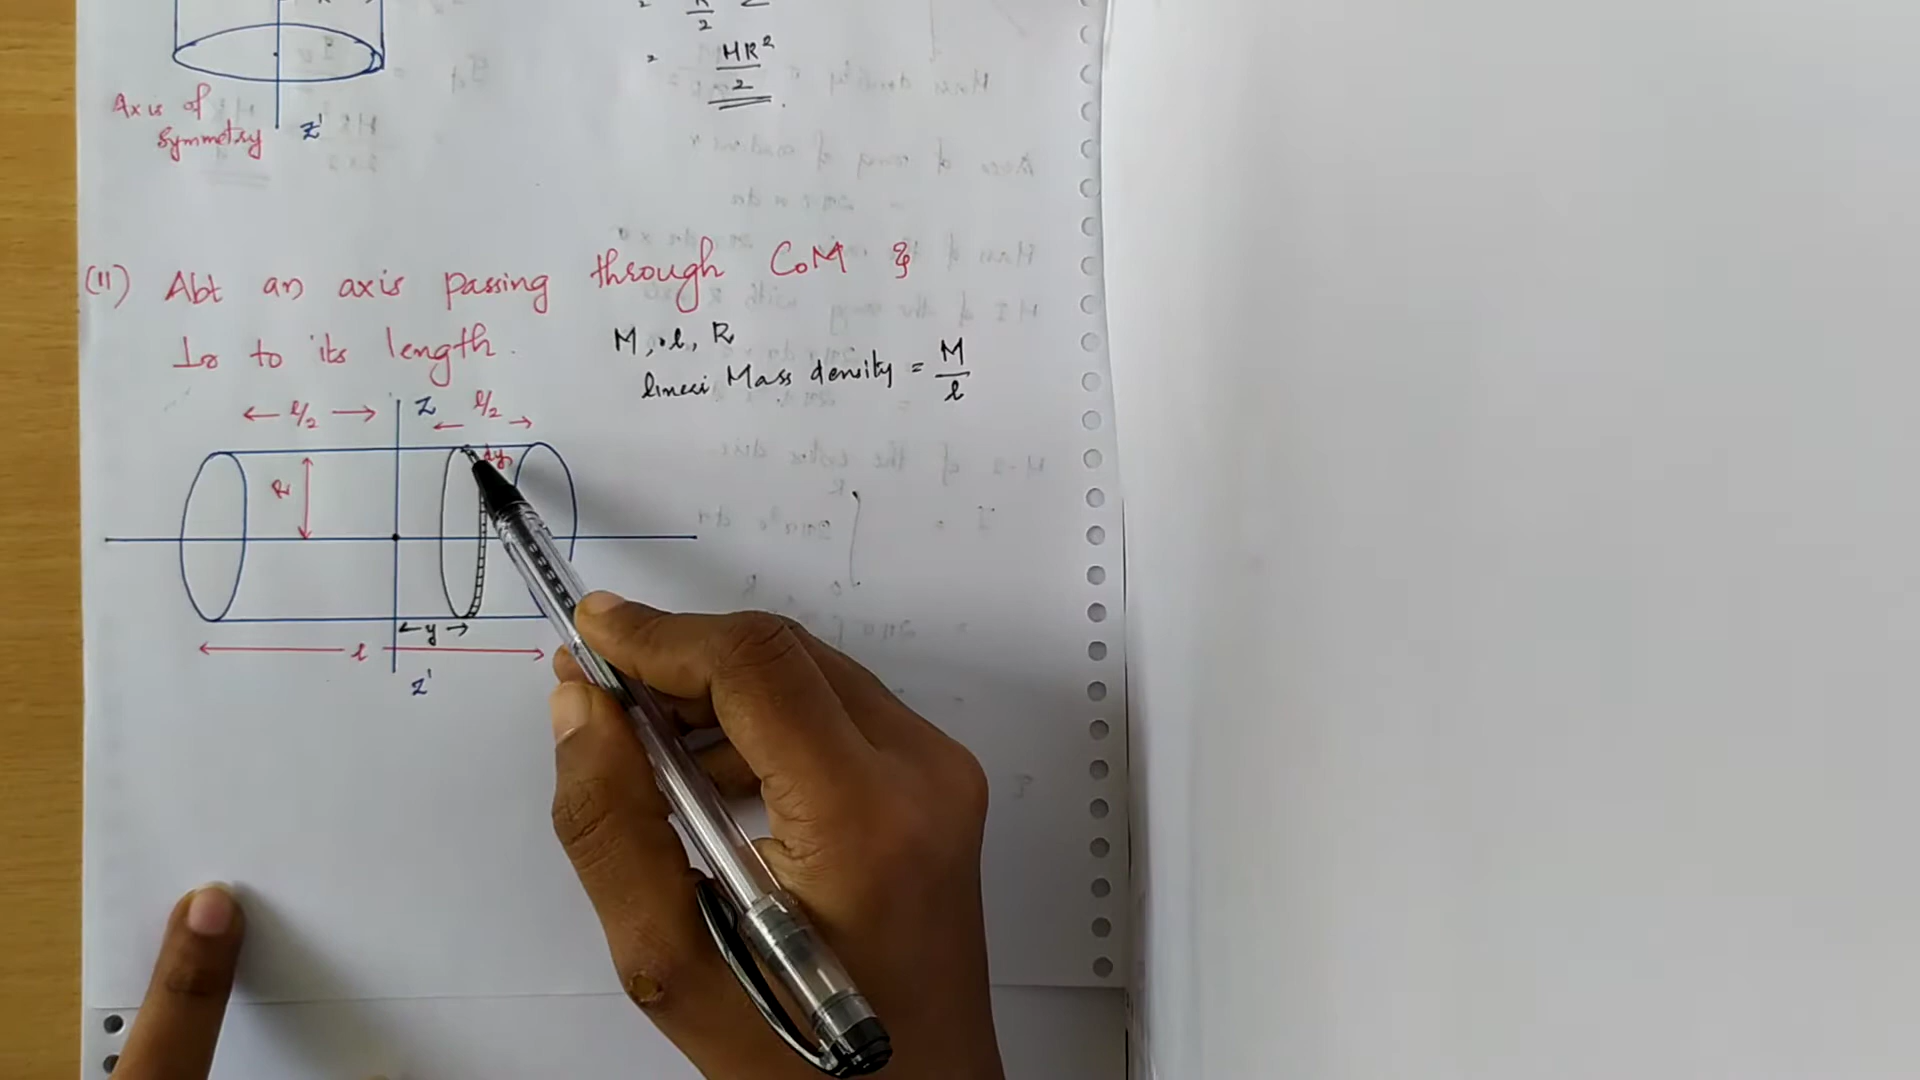 = R/2 Σ
= MR²/2
Axis of
Symmetry
Z'
(II) Abt an axis passing through CoM &
⊥r to its length.
M, l, R
linear Mass density = M/l
← l/2 →
Z
l/2
← →
dy
R
← y →
← l →
Z'